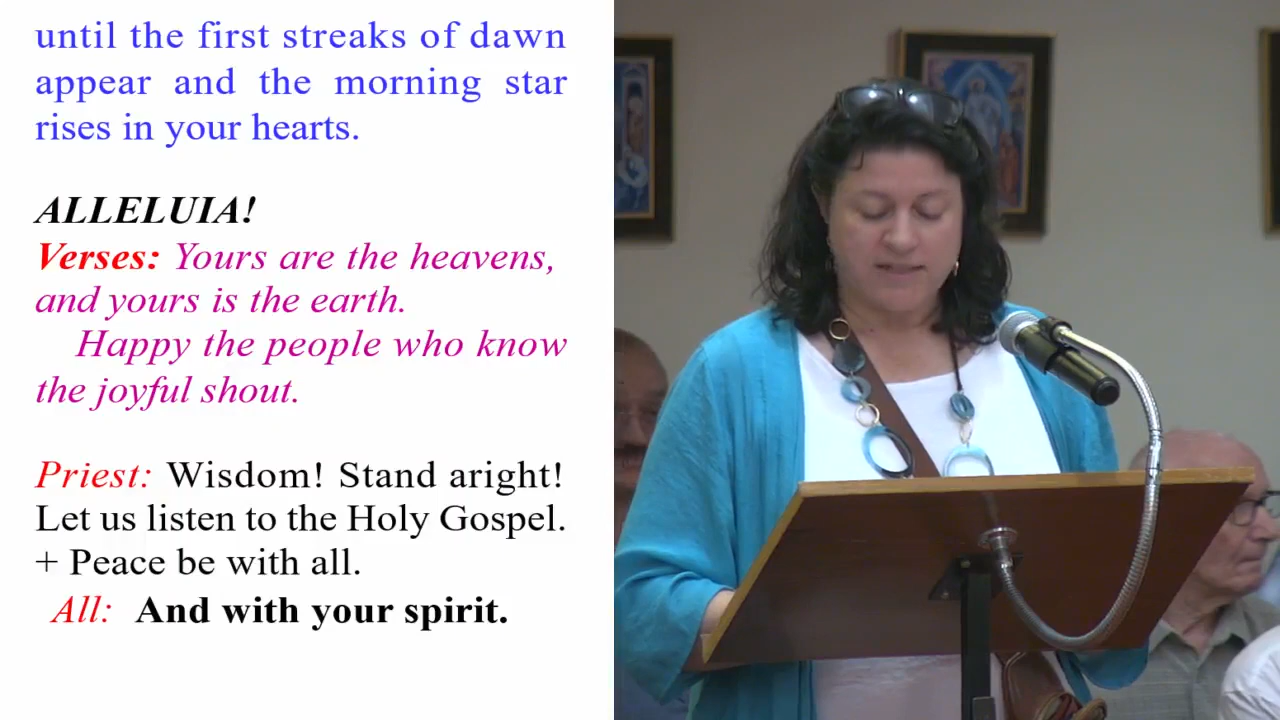 until the first streaks of dawn
appear and the morning star
rises in your hearts.
ALLELUIA!
Verses: Yours are the heavens,
and yours is the earth.
Happy the people who know
the joyful shout.
Priest: Wisdom! Stand aright!
Let us listen to the Holy Gospel.
+ Peace be with all.
All: And with your spirit.